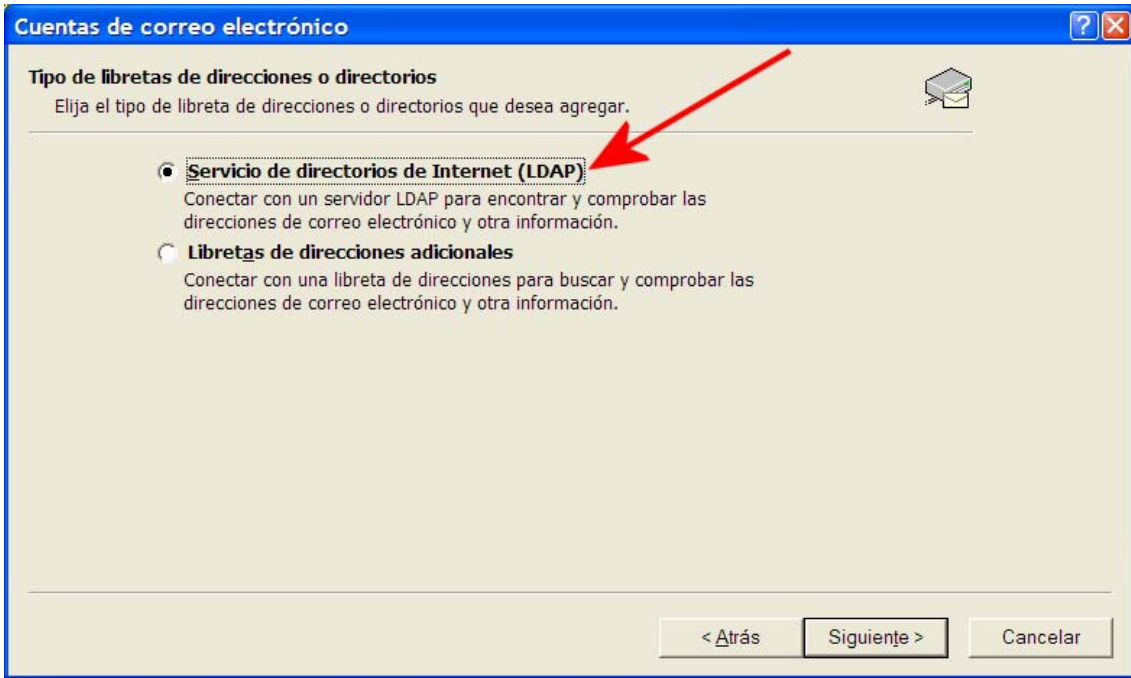 Cuentas de correo electrónico
Tipo de libretas de direcciones o directorios
Elija el tipo de libreta de direcciones o directorios que desea agregar.
Servicio de directorios de Internet (LDAP)
Conectar con un servidor LDAP para encontrar y comprobar las
direcciones de correo electrónico y otra información.
Libretas de direcciones adicionales
Conectar con una libreta de direcciones para buscar y comprobar las
direcciones de correo electrónico y otra información.
< Atrás Siguiente > Cancelar